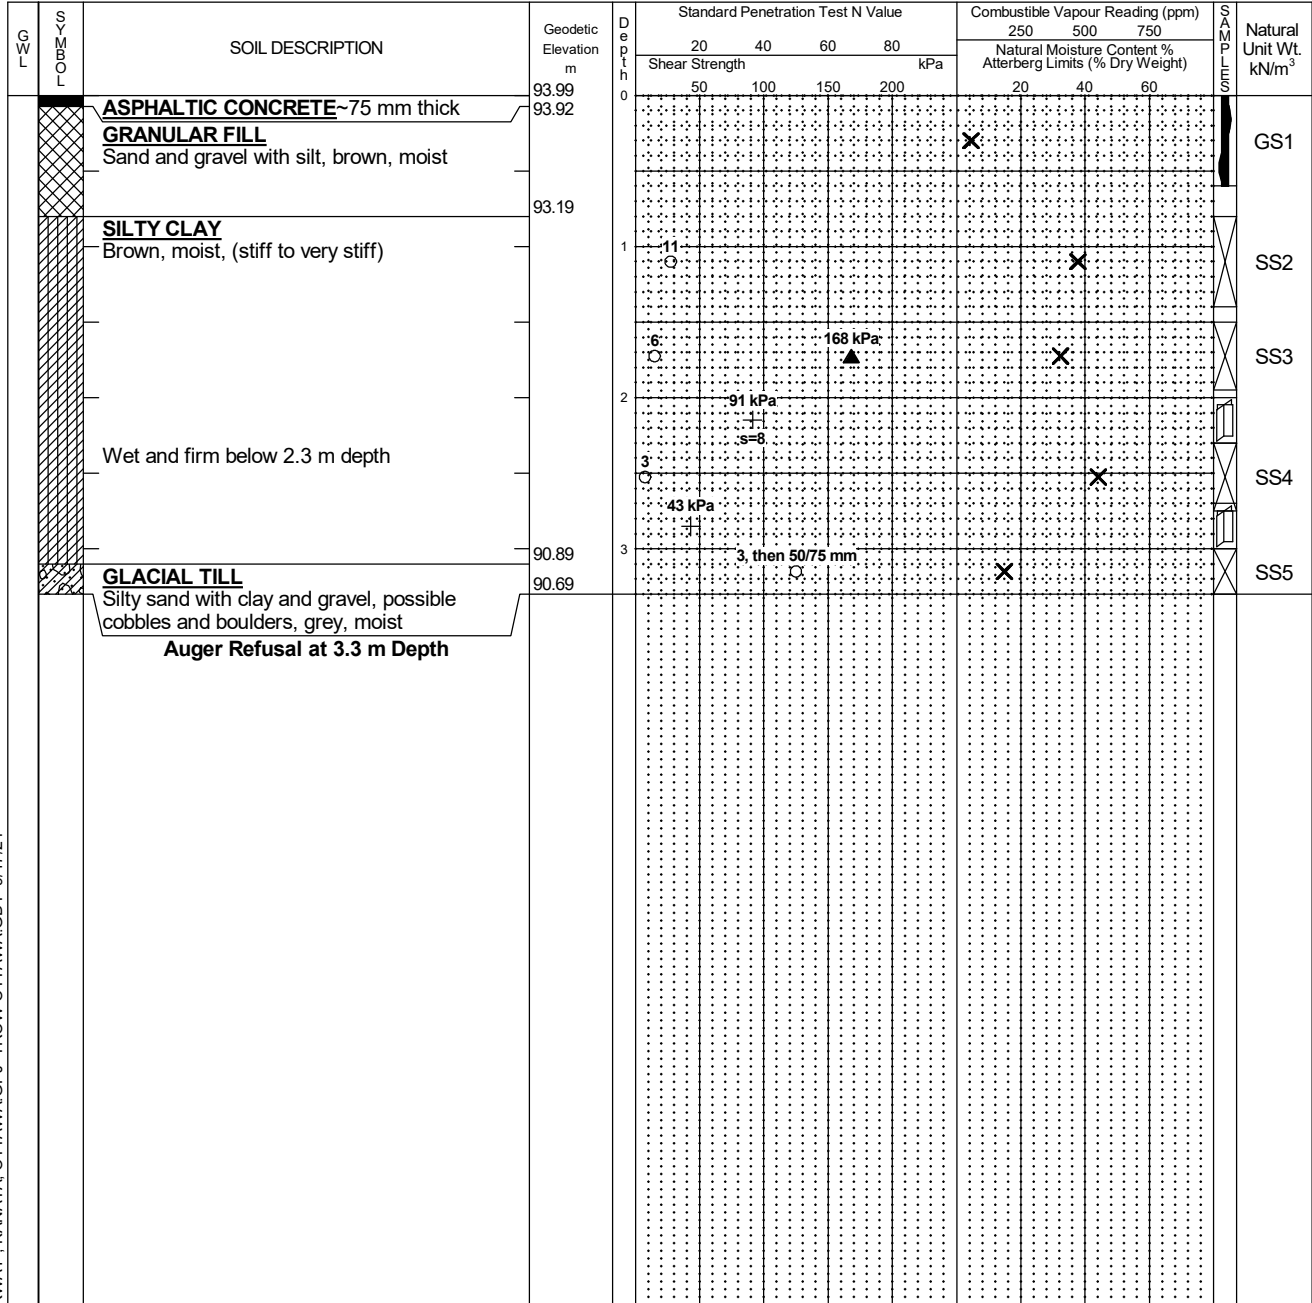 GWL
SYMBOL
SOIL DESCRIPTION
Geodetic
Elevation
m
Depth
Standard Penetration Test N Value
20 40 60 80
Shear Strength kPa
50 100 150 200
Combustible Vapour Reading (ppm)
250 500 750
Natural Moisture Content %
Atterberg Limits (% Dry Weight)
20 40 60
SAMPLES
Natural
Unit Wt.
kN/m³
93.99
0
ASPHALTIC CONCRETE~75 mm thick
93.92
GRANULAR FILL
GS1
Sand and gravel with silt, brown, moist
93.19
SILTY CLAY
Brown, moist, (stiff to very stiff)
1
11
SS2
6
168 kPa
SS3
2
91 kPa
s=8
Wet and firm below 2.3 m depth
3
SS4
43 kPa
90.89
3
3, then 50/75 mm
GLACIAL TILL
SS5
90.69
Silty sand with clay and gravel, possible
cobbles and boulders, grey, moist
Auger Refusal at 3.3 m Depth